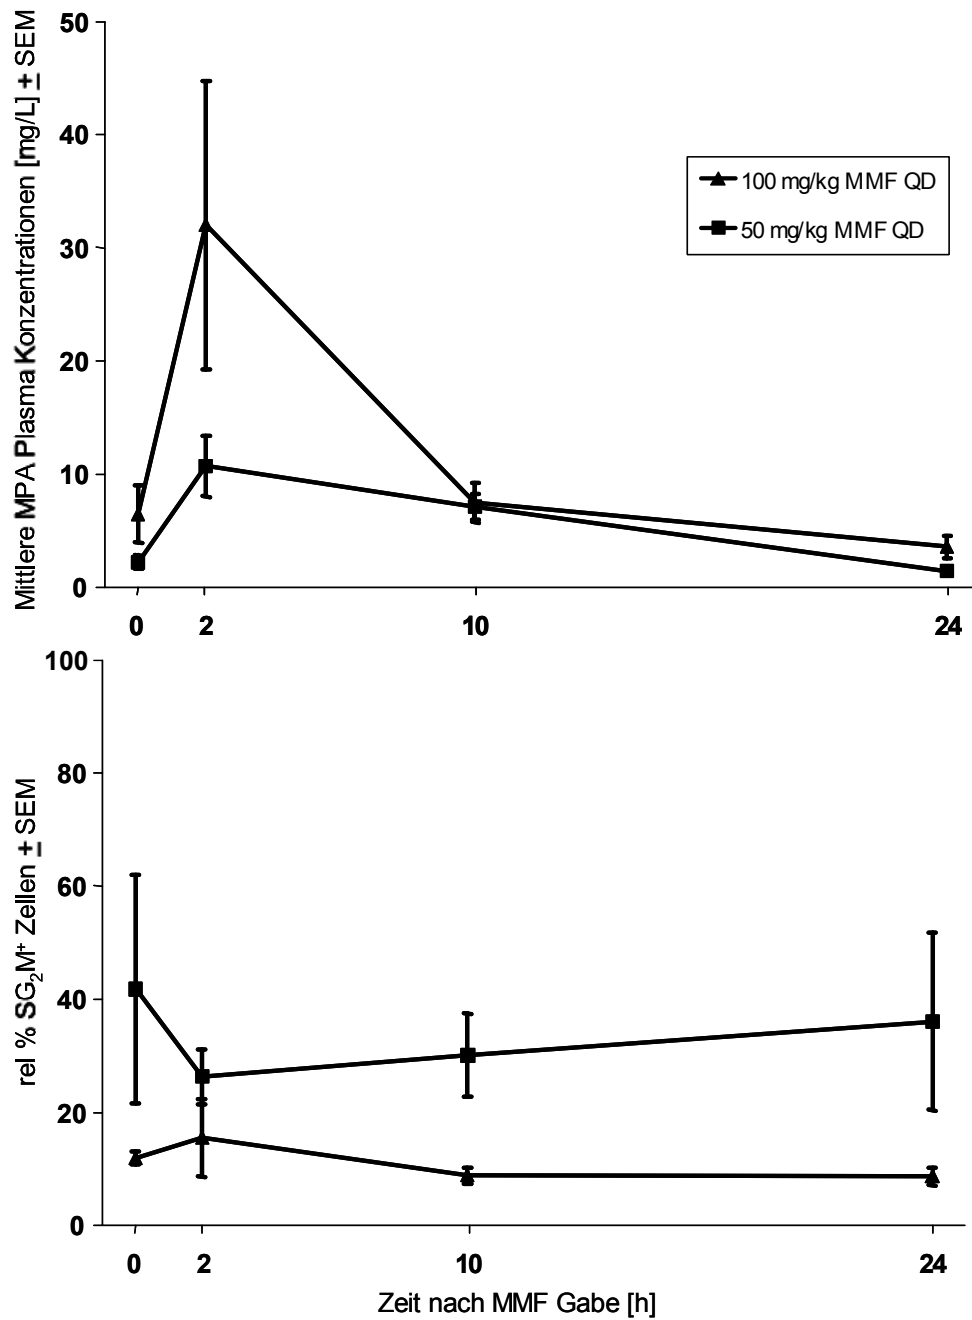 Mittlere MPA Plasma Konzentrationen [mg/L] ± SEM
50
40
30
20
10
0
100 mg/kg MMF QD
50 mg/kg MMF QD
0 2 10 24
rel % SG₂M⁺ Zellen ± SEM
100
80
60
40
20
0
0 2 10 24
Zeit nach MMF Gabe [h]